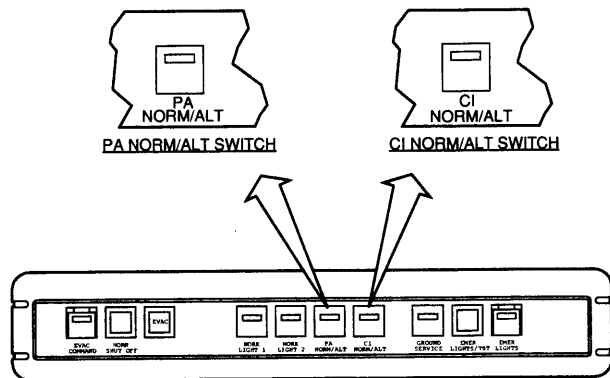 PA
NORM/ALT
PA NORM/ALT SWITCH
CI
NORM/ALT
CI NORM/ALT SWITCH
EVAC
COMMAND
HORN
SHUT OFF
EVAC
WORK
LIGHT 1
WORK
LIGHT 2
PA
NORM/ALT
CI
NORM/ALT
GROUND
SERVICE
EMER
LIGHTS/TST
EMER
LIGHTS